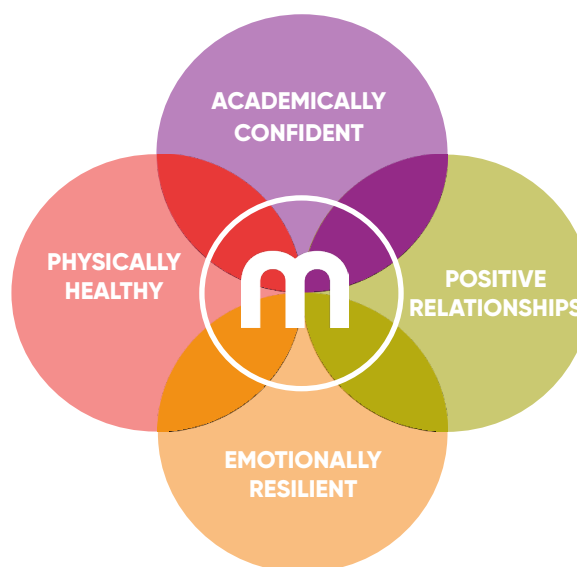 ACADEMICALLY
CONFIDENT
PHYSICALLY
HEALTHY
m
POSITIVE
RELATIONSHIPS
EMOTIONALLY
RESILIENT